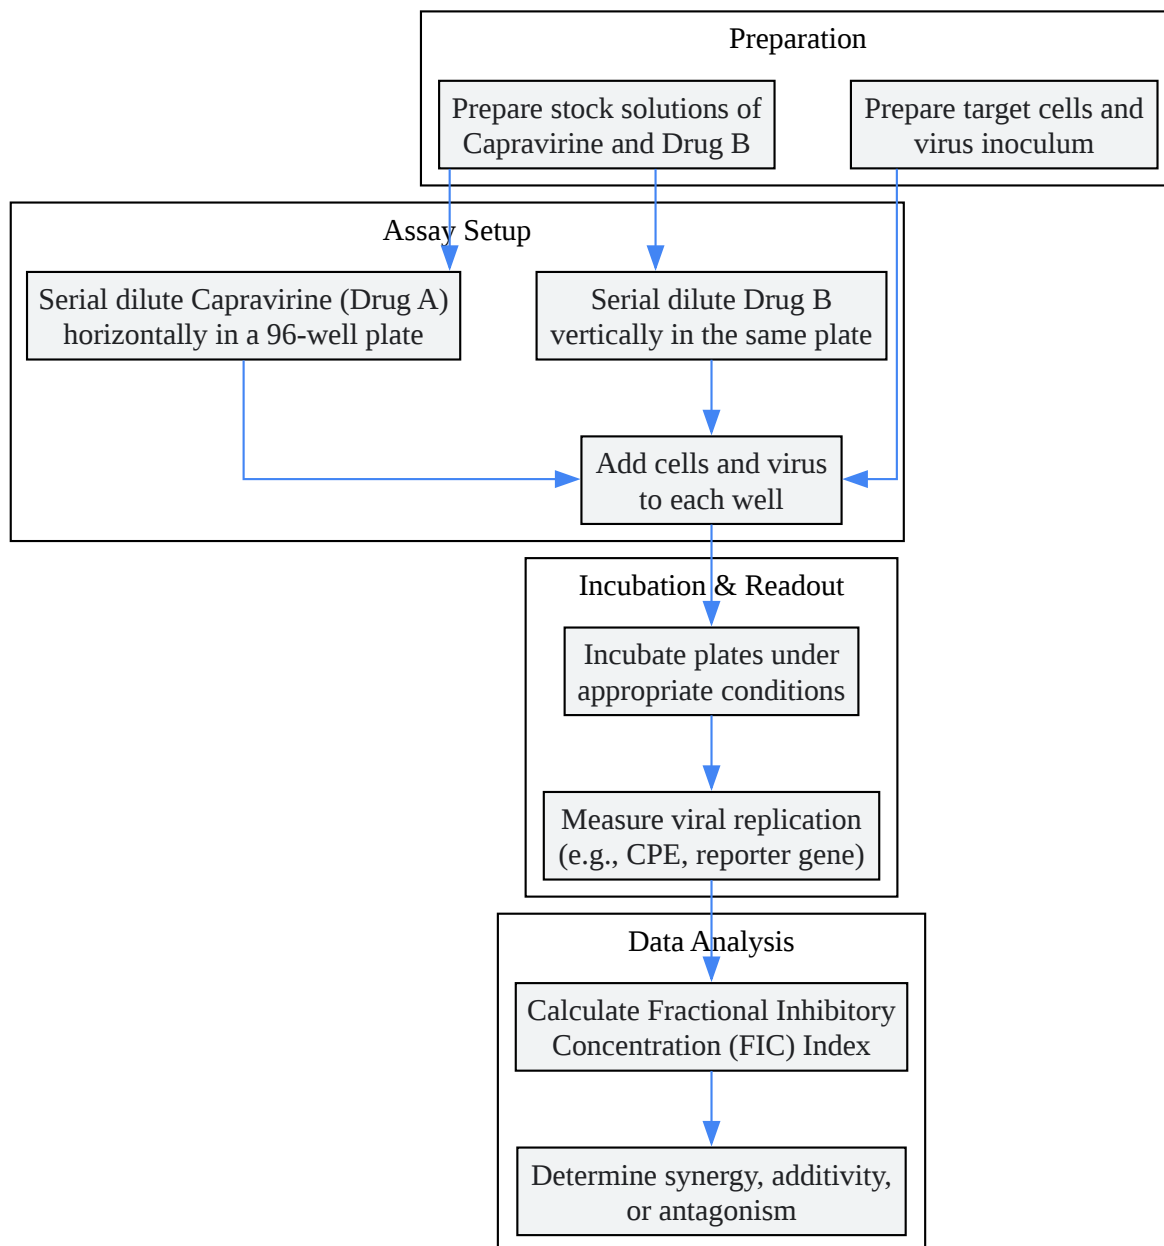 Preparation
Prepare stock solutions of
Capravirine and Drug B
Prepare target cells and
virus inoculum
Assay Setup
Serial dilute Capravirine (Drug A)
horizontally in a 96-well plate
Serial dilute Drug B
vertically in the same plate
Add cells and virus
to each well
Incubation & Readout
Incubate plates under
appropriate conditions
Measure viral replication
(e.g., CPE, reporter gene)
Data Analysis
Calculate Fractional Inhibitory
Concentration (FIC) Index
Determine synergy, additivity,
or antagonism